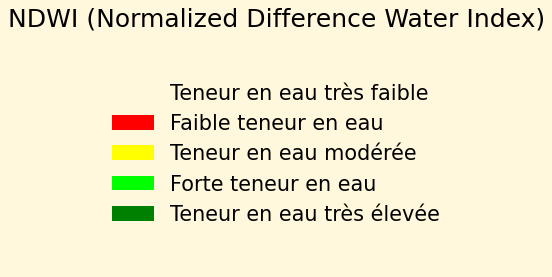 NDWI (Normalized Difference Water Index)
Teneur en eau très faible
Faible teneur en eau
Teneur en eau modérée
Forte teneur en eau
Teneur en eau très élevée